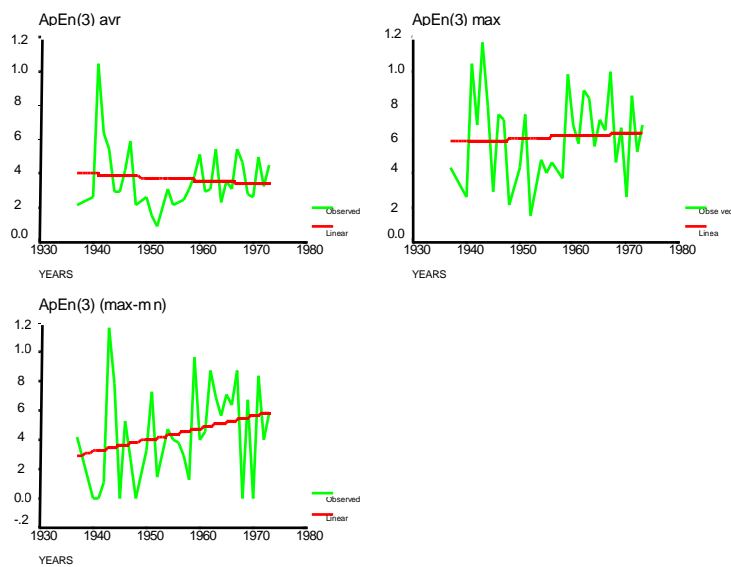 ApEn(3) avr
1.2
1.0
8
6
4
2
0.0
1930 1940 1950 1960 1970 1980
YEARS
Observed
Linear
ApEn(3) max
1.2
1.0
8
6
4
2
0.0
1930 1940 1950 1960 1970 1980
YEARS
Obse ved
Linea
ApEn(3) (max-m n)
1.2
1.0
8
6
4
2
0.0
-.2
1930 1940 1950 1960 1970 1980
YEARS
Observed
Linear